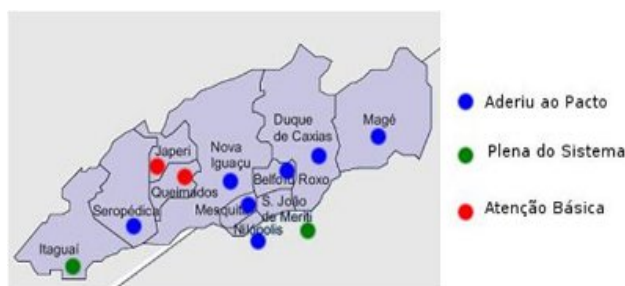 Duque
de Caxias
Magé
Japeri
Nova
Iguaçu
Belford Roxo
Queimados
Mesquita
S. João
de Meriti
Seropédica
Nilópolis
Itaguaí
Aderiu ao Pacto
Plena do Sistema
Atenção Básica